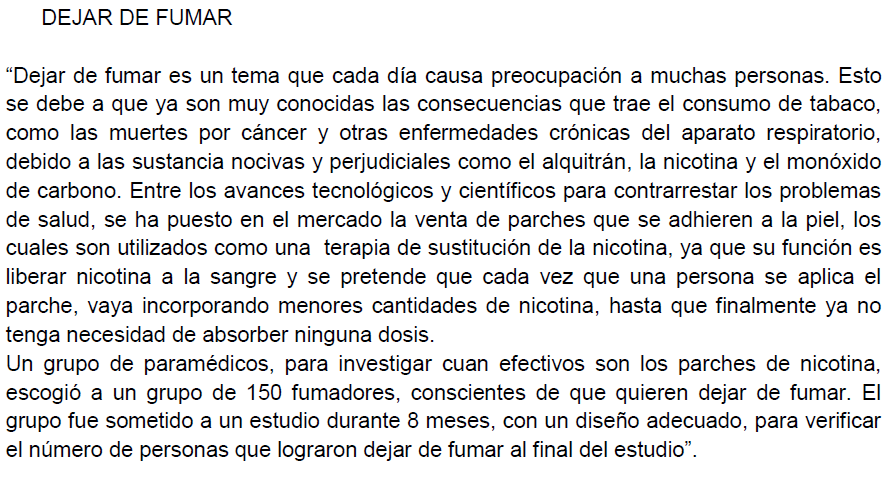 DEJAR DE FUMAR
“Dejar de fumar es un tema que cada día causa preocupación a muchas personas. Esto
se debe a que ya son muy conocidas las consecuencias que trae el consumo de tabaco,
como las muertes por cáncer y otras enfermedades crónicas del aparato respiratorio,
debido a las sustancia nocivas y perjudiciales como el alquitrán, la nicotina y el monóxido
de carbono. Entre los avances tecnológicos y científicos para contrarrestar los problemas
de salud, se ha puesto en el mercado la venta de parches que se adhieren a la piel, los
cuales son utilizados como una  terapia de sustitución de la nicotina, ya que su función es
liberar nicotina a la sangre y se pretende que cada vez que una persona se aplica el
parche, vaya incorporando menores cantidades de nicotina, hasta que finalmente ya no
tenga necesidad de absorber ninguna dosis.
Un grupo de paramédicos, para investigar cuan efectivos son los parches de nicotina,
escogió a un grupo de 150 fumadores, conscientes de que quieren dejar de fumar. El
grupo fue sometido a un estudio durante 8 meses, con un diseño adecuado, para verificar
el número de personas que lograron dejar de fumar al final del estudio”.